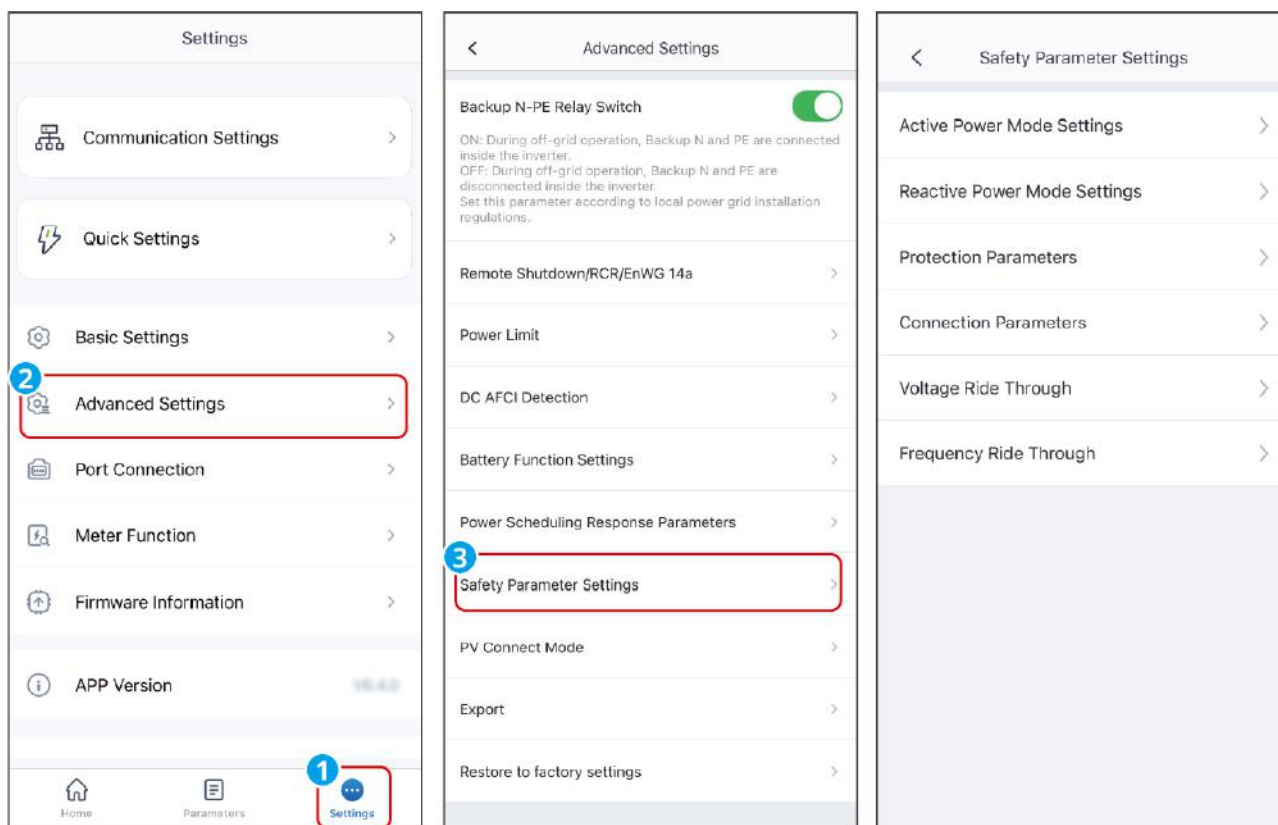 Settings
Communication Settings
Quick Settings
Basic Settings
2
Advanced Settings
Port Connection
Meter Function
Firmware Information
APP Version
1
Home
Parameters
Settings
Advanced Settings
Backup N-PE Relay Switch
ON: During off-grid operation, Backup N and PE are connected
inside the inverter.
OFF: During off-grid operation, Backup N and PE are
disconnected inside the inverter.
Set this parameter according to local power grid installation
regulations.
Remote Shutdown/RCR/EnWG 14a
Power Limit
DC AFCI Detection
Battery Function Settings
Power Scheduling Response Parameters
3
Safety Parameter Settings
PV Connect Mode
Export
Restore to factory settings
Safety Parameter Settings
Active Power Mode Settings
Reactive Power Mode Settings
Protection Parameters
Connection Parameters
Voltage Ride Through
Frequency Ride Through